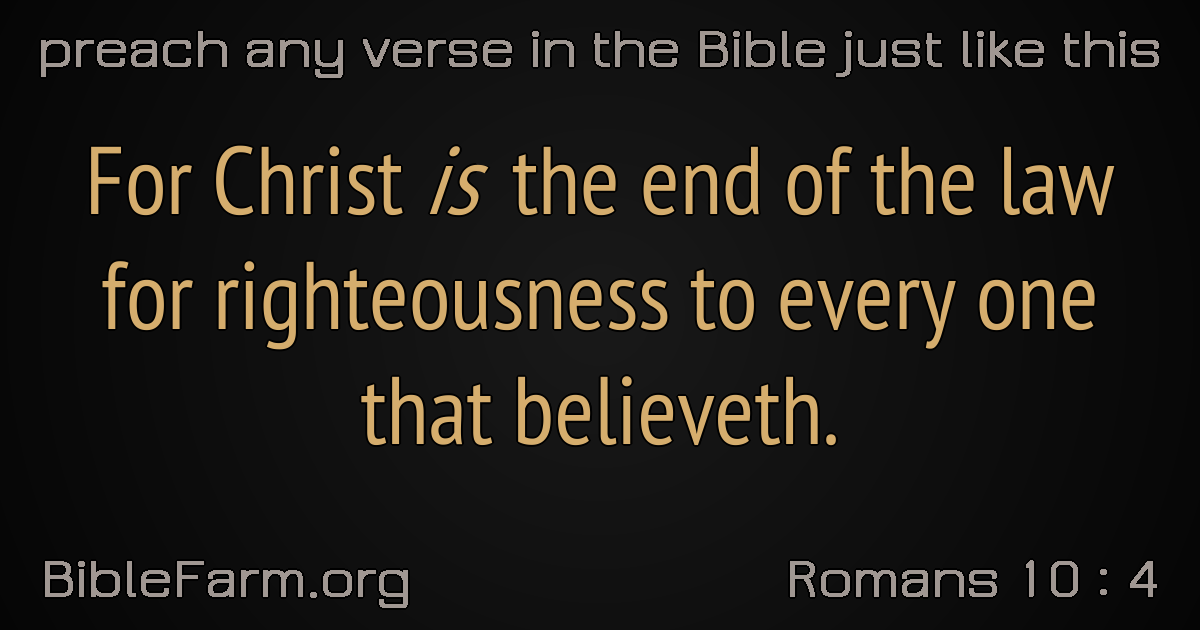 preach any verse in the Bible just like this
For Christ is the end of the law
for righteousness to every one
that believeth.
BibleFarm.org
Romans 10 : 4